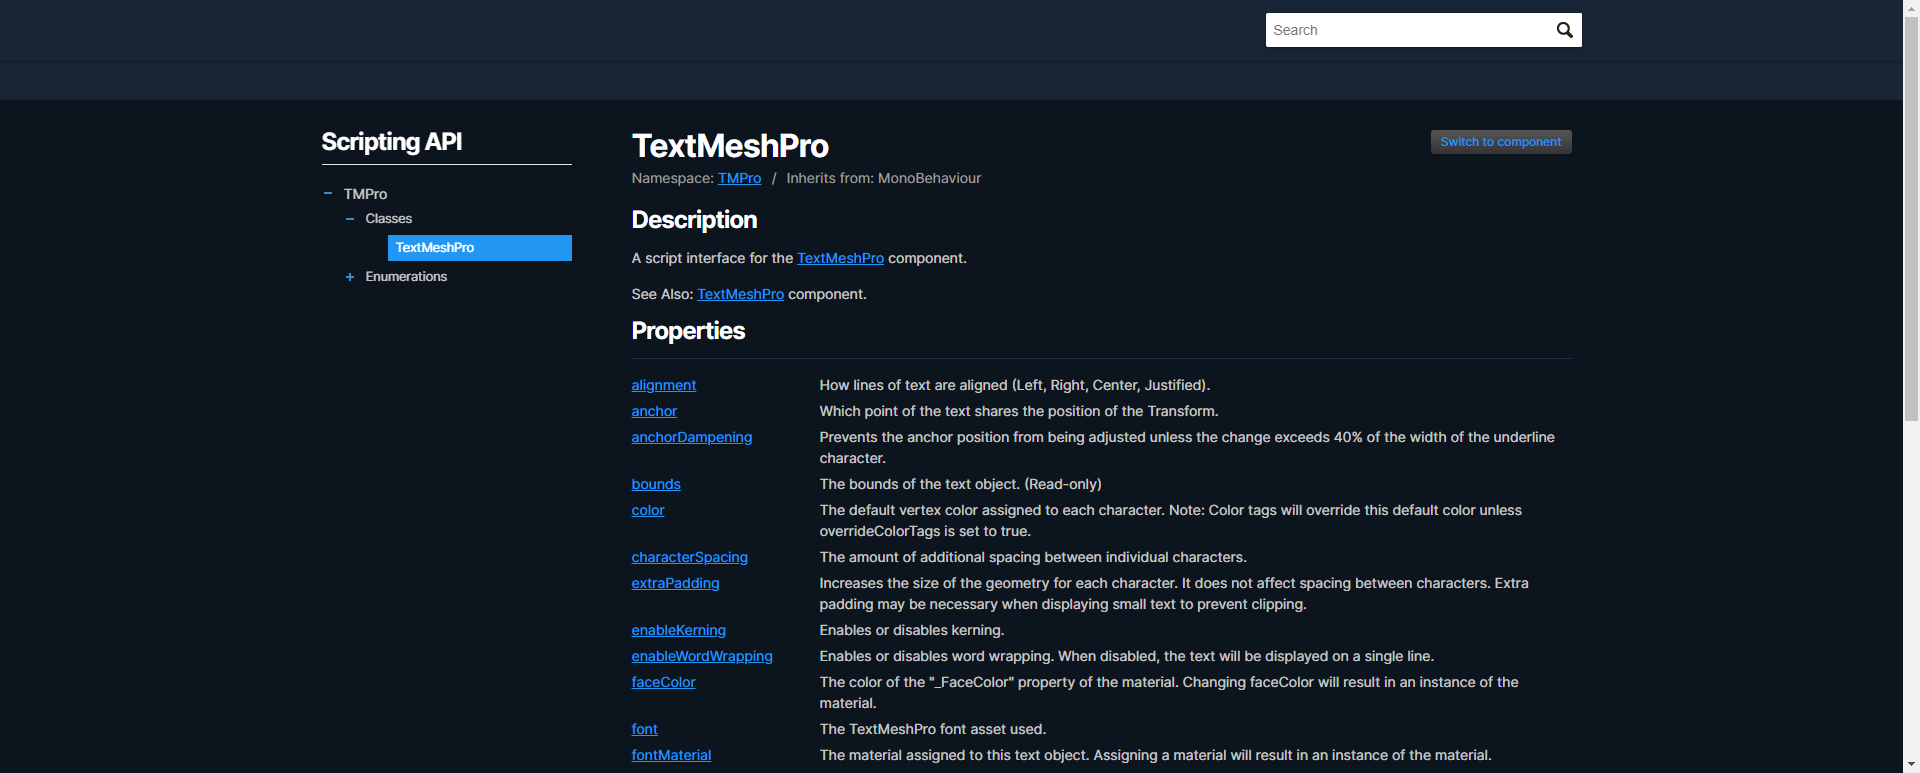 Search
Scripting API
TMPro
Classes
TextMeshPro
Enumerations
TextMeshPro
Switch to component
Namespace: TMPro / Inherits from: MonoBehaviour
Description
A script interface for the TextMeshPro component.
See Also: TextMeshPro component.
Properties
alignment How lines of text are aligned (Left, Right, Center, Justified).
anchor Which point of the text shares the position of the Transform.
anchorDampening Prevents the anchor position from being adjusted unless the change exceeds 40% of the width of the underline
character.
bounds The bounds of the text object. (Read-only)
color The default vertex color assigned to each character. Note: Color tags will override this default color unless
overrideColorTags is set to true.
characterSpacing The amount of additional spacing between individual characters.
extraPadding Increases the size of the geometry for each character. It does not affect spacing between characters. Extra
padding may be necessary when displaying small text to prevent clipping.
enableKerning Enables or disables kerning.
enableWordWrapping Enables or disables word wrapping. When disabled, the text will be displayed on a single line.
faceColor The color of the "_FaceColor" property of the material. Changing faceColor will result in an instance of the
material.
font The TextMeshPro font asset used.
fontMaterial The material assigned to this text object. Assigning a material will result in an instance of the material.